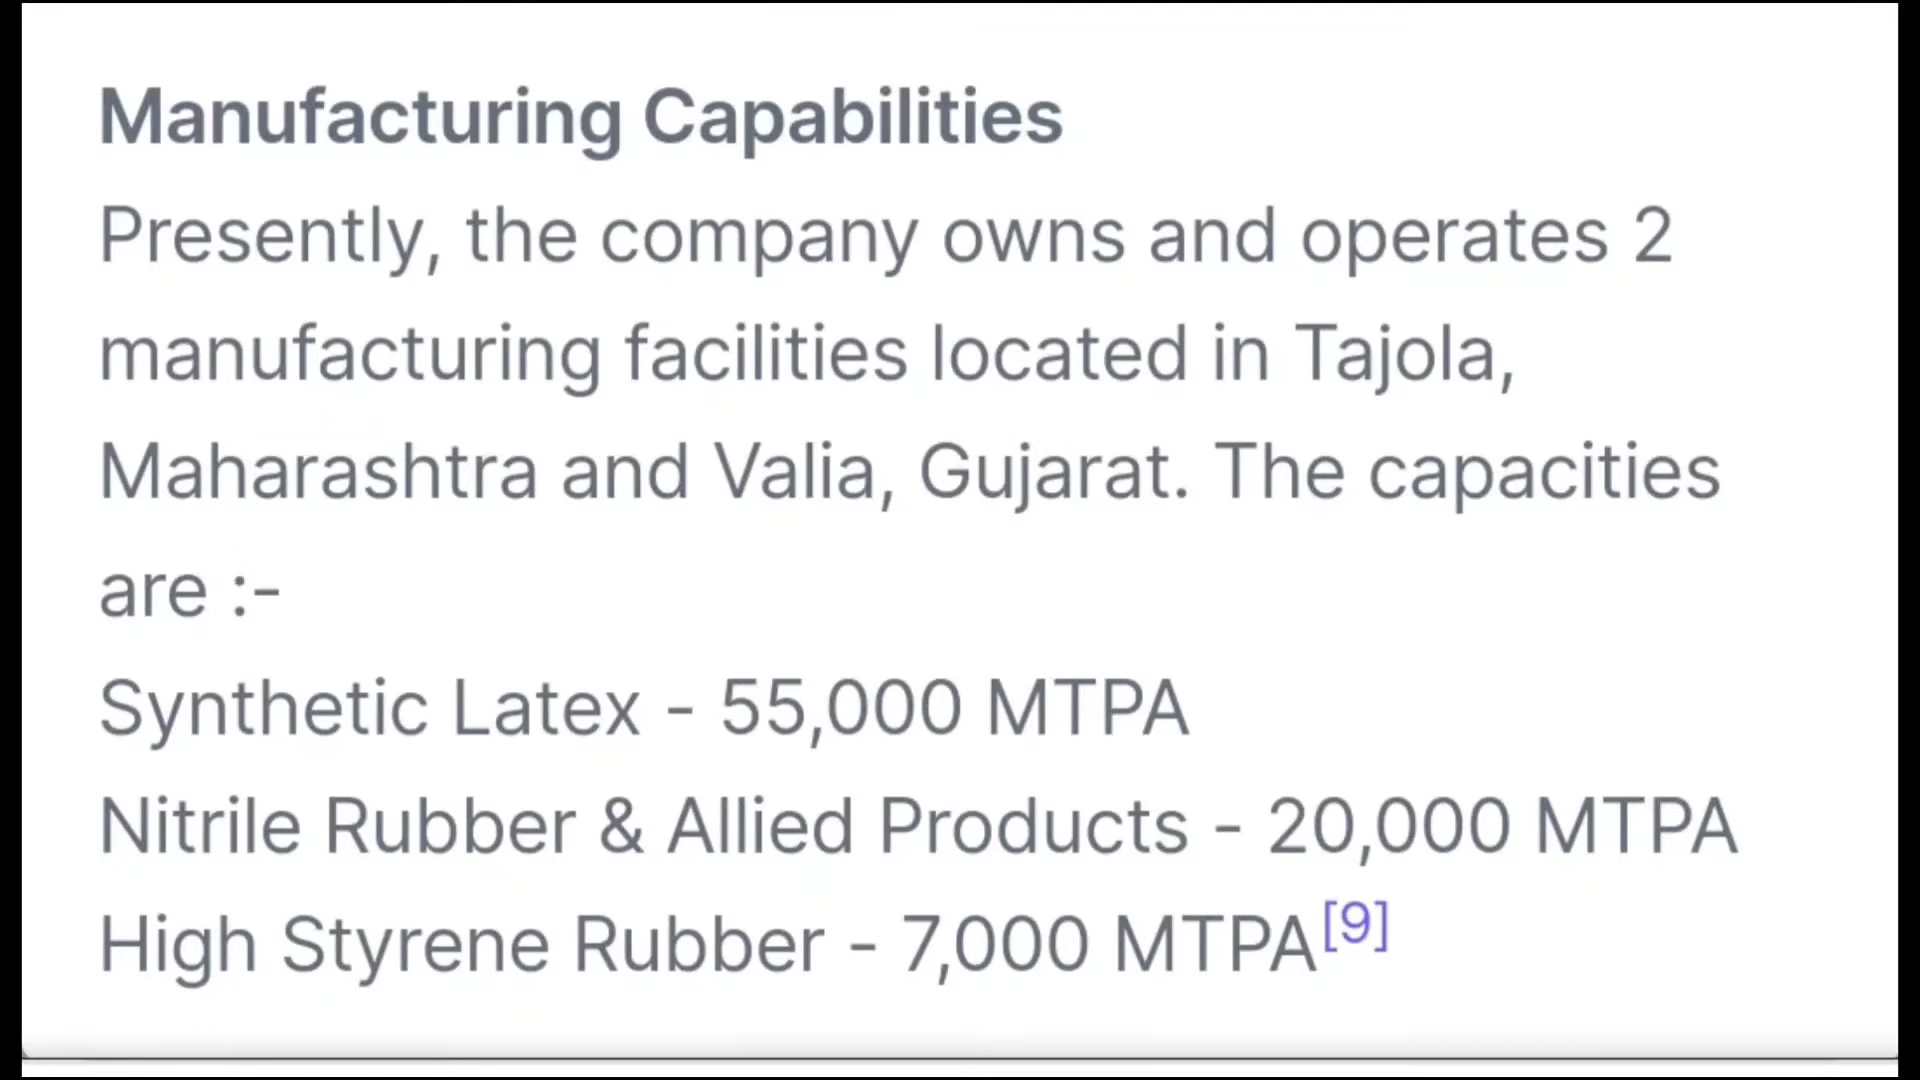 Manufacturing Capabilities
Presently, the company owns and operates 2
manufacturing facilities located in Tajola,
Maharashtra and Valia, Gujarat. The capacities
are :-
Synthetic Latex - 55,000 MTPA
Nitrile Rubber & Allied Products - 20,000 MTPA
High Styrene Rubber - 7,000 MTPA[9]